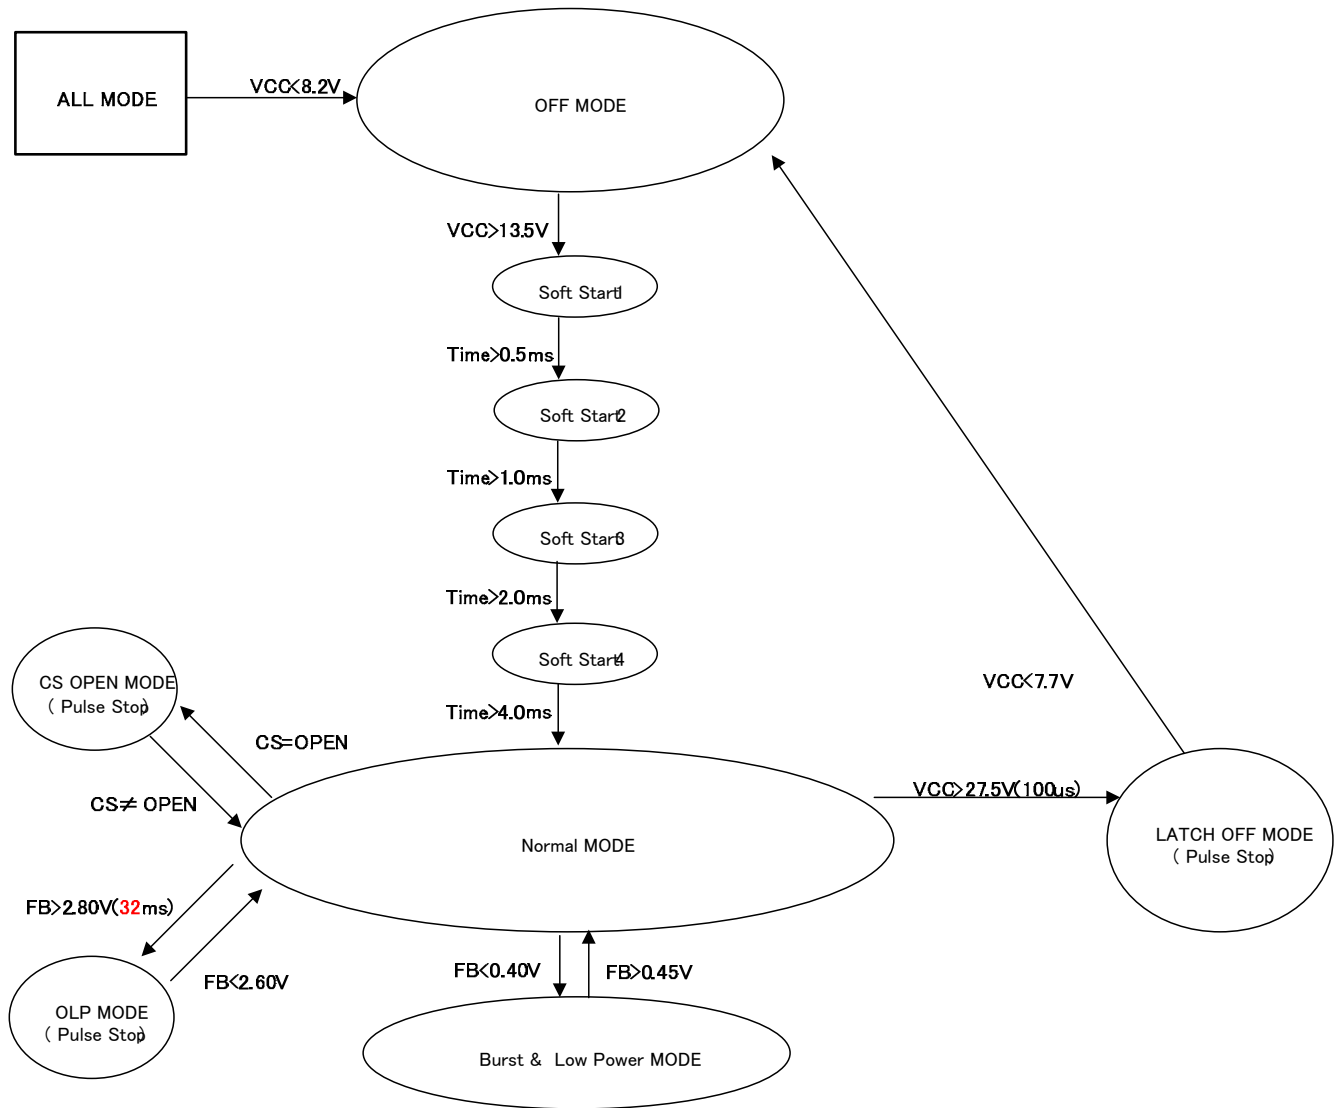 ALL MODE
VCC<8.2V
OFF MODE
VCC>13.5V
Soft Start1
Time>0.5ms
Soft Start2
Time>1.0ms
Soft Start3
Time>2.0ms
Soft Start4
Time>4.0ms
VCC<7.7V
CS OPEN MODE
( Pulse Stop)
CS=OPEN
CS≠ OPEN
Normal MODE
VCC>27.5V(100us)
LATCH OFF MODE
( Pulse Stop)
FB>2.80V(32ms)
FB<2.60V
OLP MODE
( Pulse Stop)
FB<0.40V
FB>0.45V
Burst & Low Power MODE